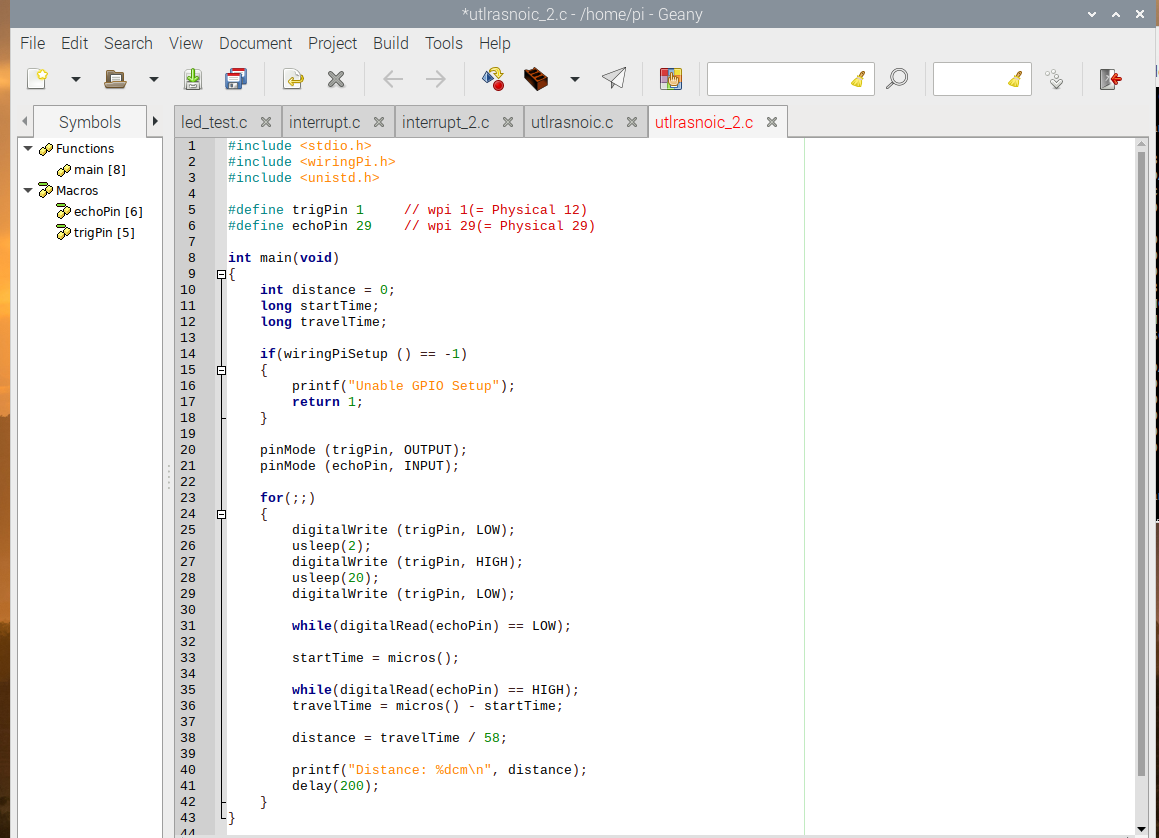 *utlrasnoic_2.c - /home/pi - Geany
File Edit Search View Document Project Build Tools Help
Symbols
led_test.c interrupt.c interrupt_2.c utlrasnoic.c utlrasnoic_2.c
Functions
main [8]
Macros
echoPin [6]
trigPin [5]
1 #include <stdio.h>
2 #include <wiringPi.h>
3 #include <unistd.h>
4
5 #define trigPin 1     // wpi 1(= Physical 12)
6 #define echoPin 29    // wpi 29(= Physical 29)
7
8 int main(void)
9 {
10     int distance = 0;
11     long startTime;
12     long travelTime;
13
14     if(wiringPiSetup () == -1)
15     {
16         printf("Unable GPIO Setup");
17         return 1;
18     }
19
20     pinMode (trigPin, OUTPUT);
21     pinMode (echoPin, INPUT);
22
23     for(;;)
24     {
25         digitalWrite (trigPin, LOW);
26         usleep(2);
27         digitalWrite (trigPin, HIGH);
28         usleep(20);
29         digitalWrite (trigPin, LOW);
30
31         while(digitalRead(echoPin) == LOW);
32
33         startTime = micros();
34
35         while(digitalRead(echoPin) == HIGH);
36         travelTime = micros() - startTime;
37
38         distance = travelTime / 58;
39
40         printf("Distance: %dcm\n", distance);
41         delay(200);
42     }
43 }
44